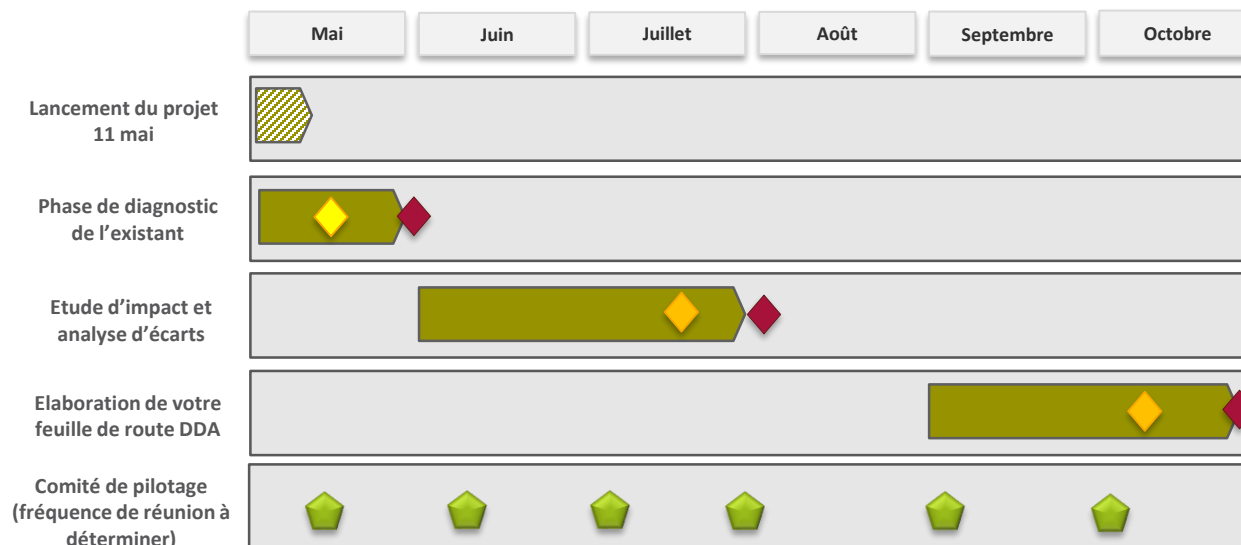 Mai
Juin
Juillet
Août
Septembre
Octobre
Lancement du projet
11 mai
Phase de diagnostic
de l’existant
Etude d’impact et
analyse d’écarts
Elaboration de votre
feuille de route DDA
Comité de pilotage
(fréquence de réunion à
déterminer)